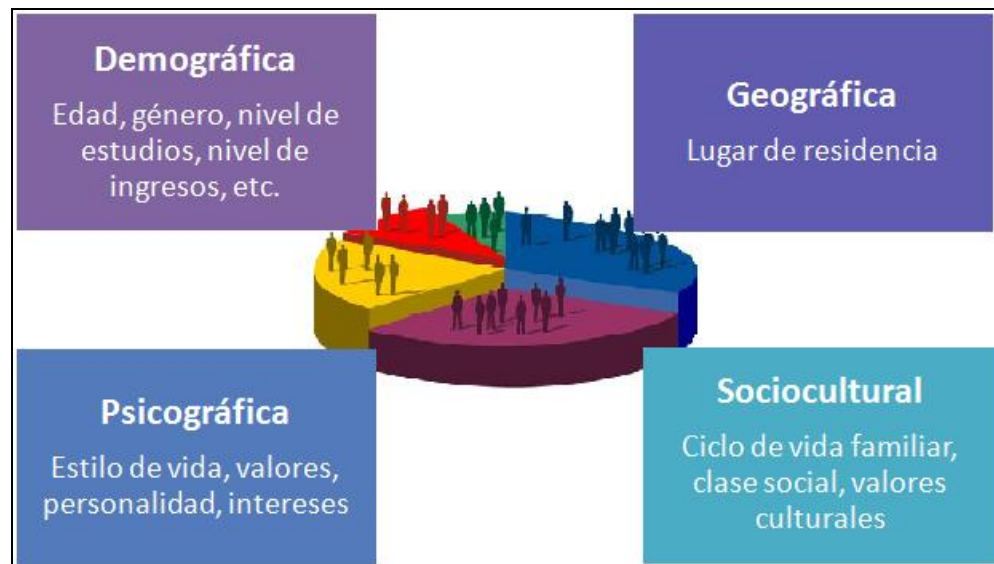 Demográfica
Edad, género, nivel de
estudios, nivel de
ingresos, etc.
Geográfica
Lugar de residencia
Psicográfica
Estilo de vida, valores,
personalidad, intereses
Sociocultural
Ciclo de vida familiar,
clase social, valores
culturales